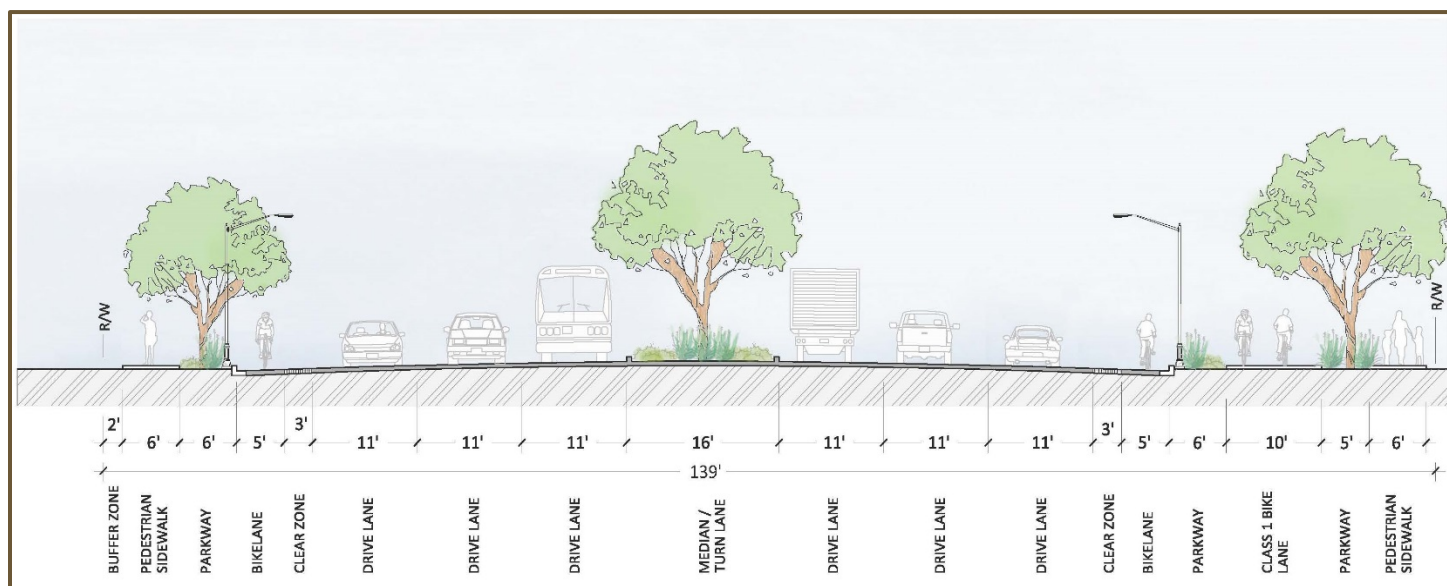 R/W
R/W
2' 6' 6' 5' 3' 11' 11' 11' 16' 11' 11' 11' 3' 5' 6' 10' 5' 6'
139'
BUFFER ZONE
PEDESTRIAN
SIDEWALK
PARKWAY
BIKELANE
CLEAR ZONE
DRIVE LANE
DRIVE LANE
DRIVE LANE
MEDIAN /
TURN LANE
DRIVE LANE
DRIVE LANE
DRIVE LANE
CLEAR ZONE
BIKELANE
PARKWAY
CLASS 1 BIKE
LANE
PARKWAY
PEDESTRIAN
SIDEWALK